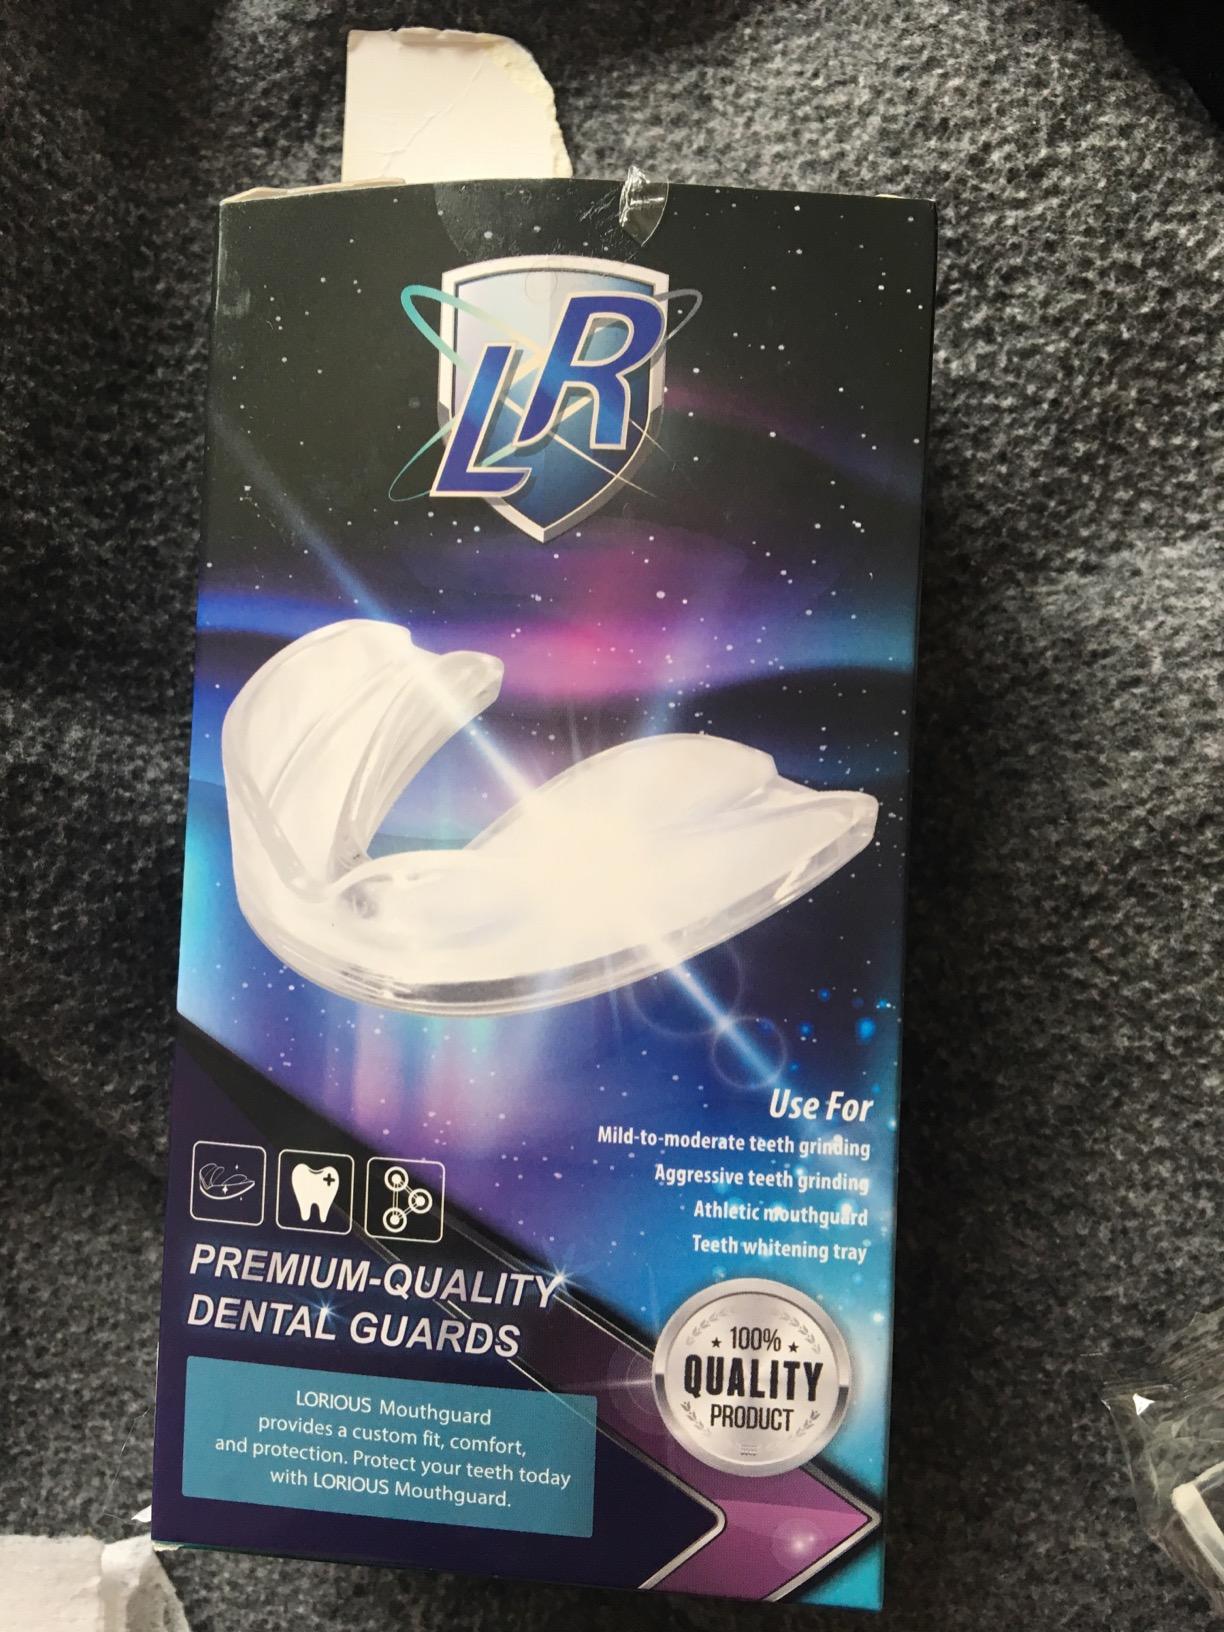 LR
Use For
Mild-to-moderate teeth grinding
Aggressive teeth grinding
Athletic mouthguard
Teeth whitening tray
PREMIUM-QUALITY
DENTAL GUARDS
100%
QUALITY
PRODUCT
LORIOUS Mouthguard
provides a custom fit, comfort,
and protection. Protect your teeth today
with LORIOUS Mouthguard.